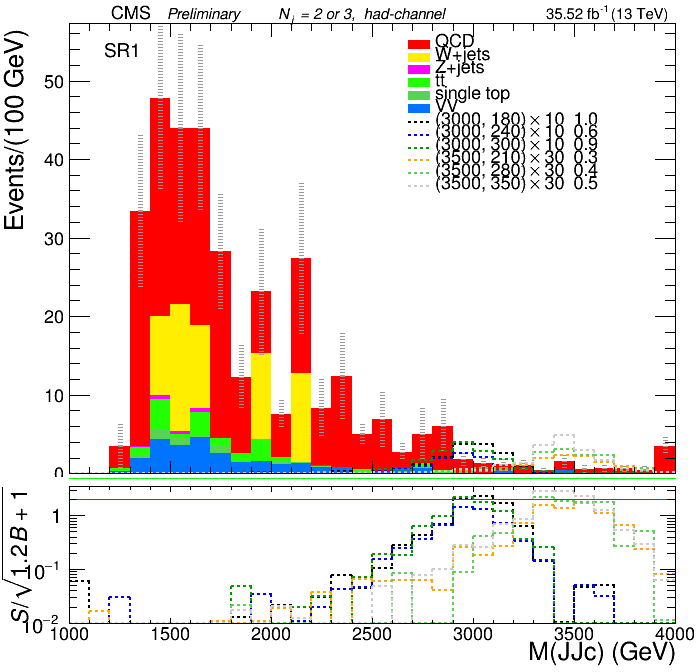 CMS Preliminary N_j = 2 or 3, had-channel 35.52 fb⁻¹ (13 TeV)
SR1
Events/(100 GeV)
50
40
30
20
10
0
QCD
W+jets
Z+jets
tt
single top
VV
(3000, 180)×10 1.0
(3000, 240)×10 0.6
(3000, 300)×10 0.9
(3500, 210)×30 0.3
(3500, 280)×30 0.4
(3500, 350)×30 0.5
S/√1.2B + 1
1
10⁻¹
10⁻²
1000 1500 2000 2500 3000 3500 4000
M(JJc) (GeV)